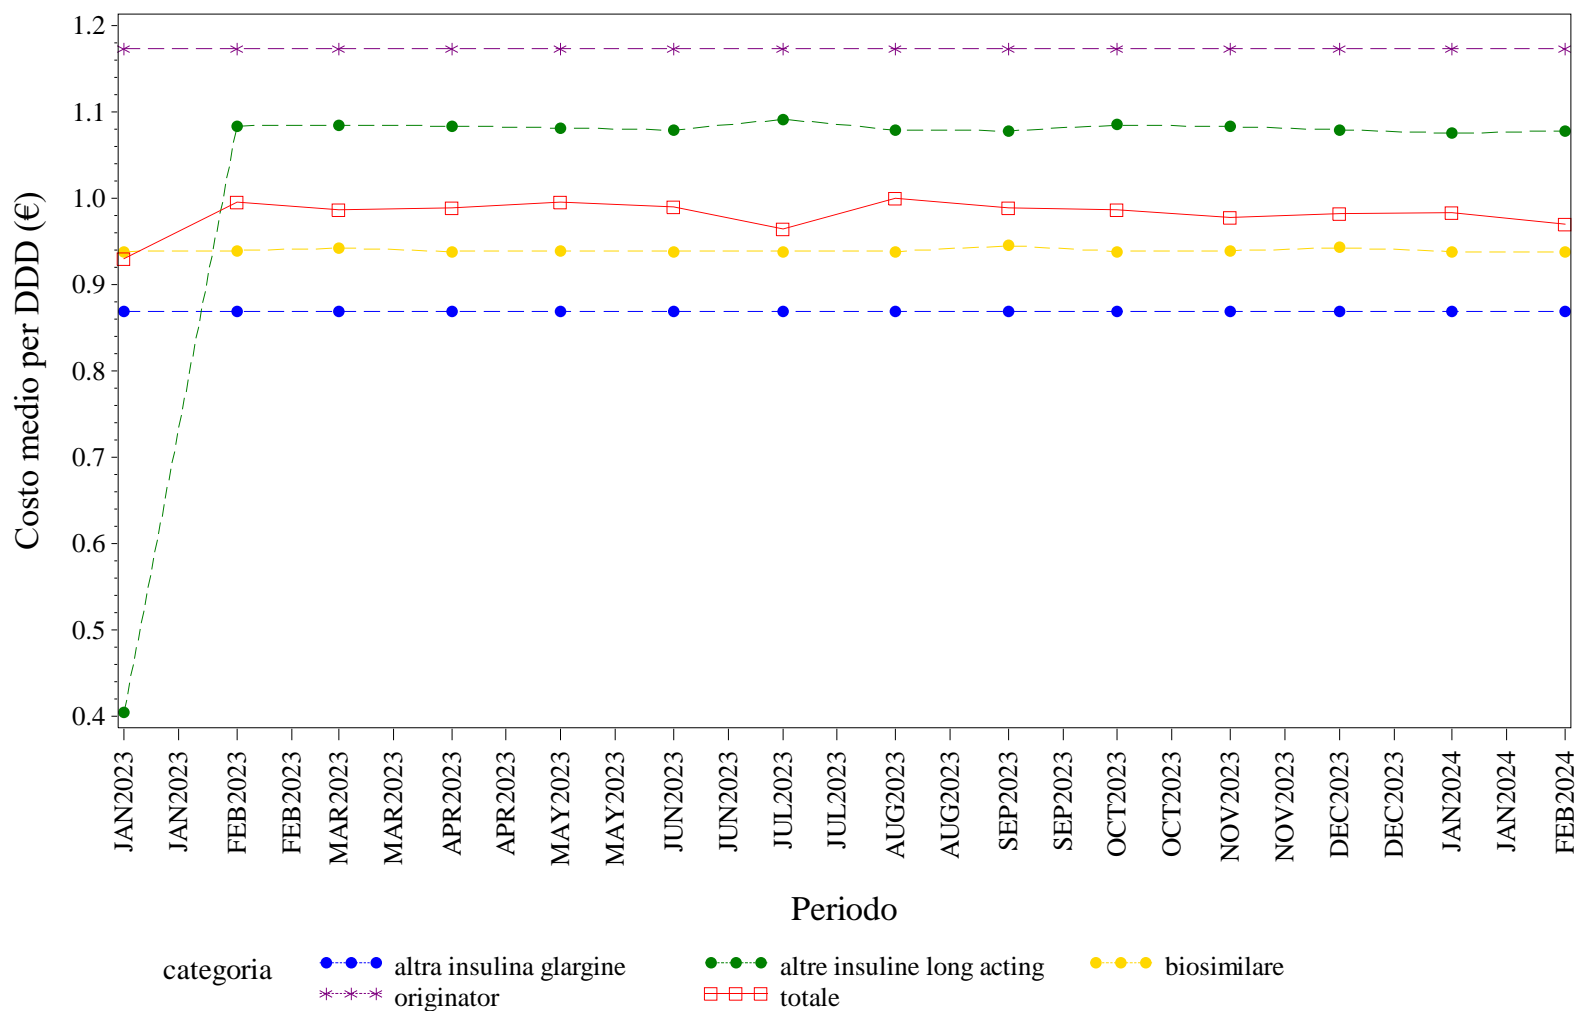 Costo medio per DDD (€)
1.2
1.1
1.0
0.9
0.8
0.7
0.6
0.5
0.4
JAN2023
JAN2023
FEB2023
FEB2023
MAR2023
MAR2023
APR2023
APR2023
MAY2023
MAY2023
JUN2023
JUN2023
JUL2023
JUL2023
AUG2023
AUG2023
SEP2023
SEP2023
OCT2023
OCT2023
NOV2023
NOV2023
DEC2023
DEC2023
JAN2024
JAN2024
FEB2024
Periodo
categoria
altra insulina glargine
altre insuline long acting
biosimilare
originator
totale